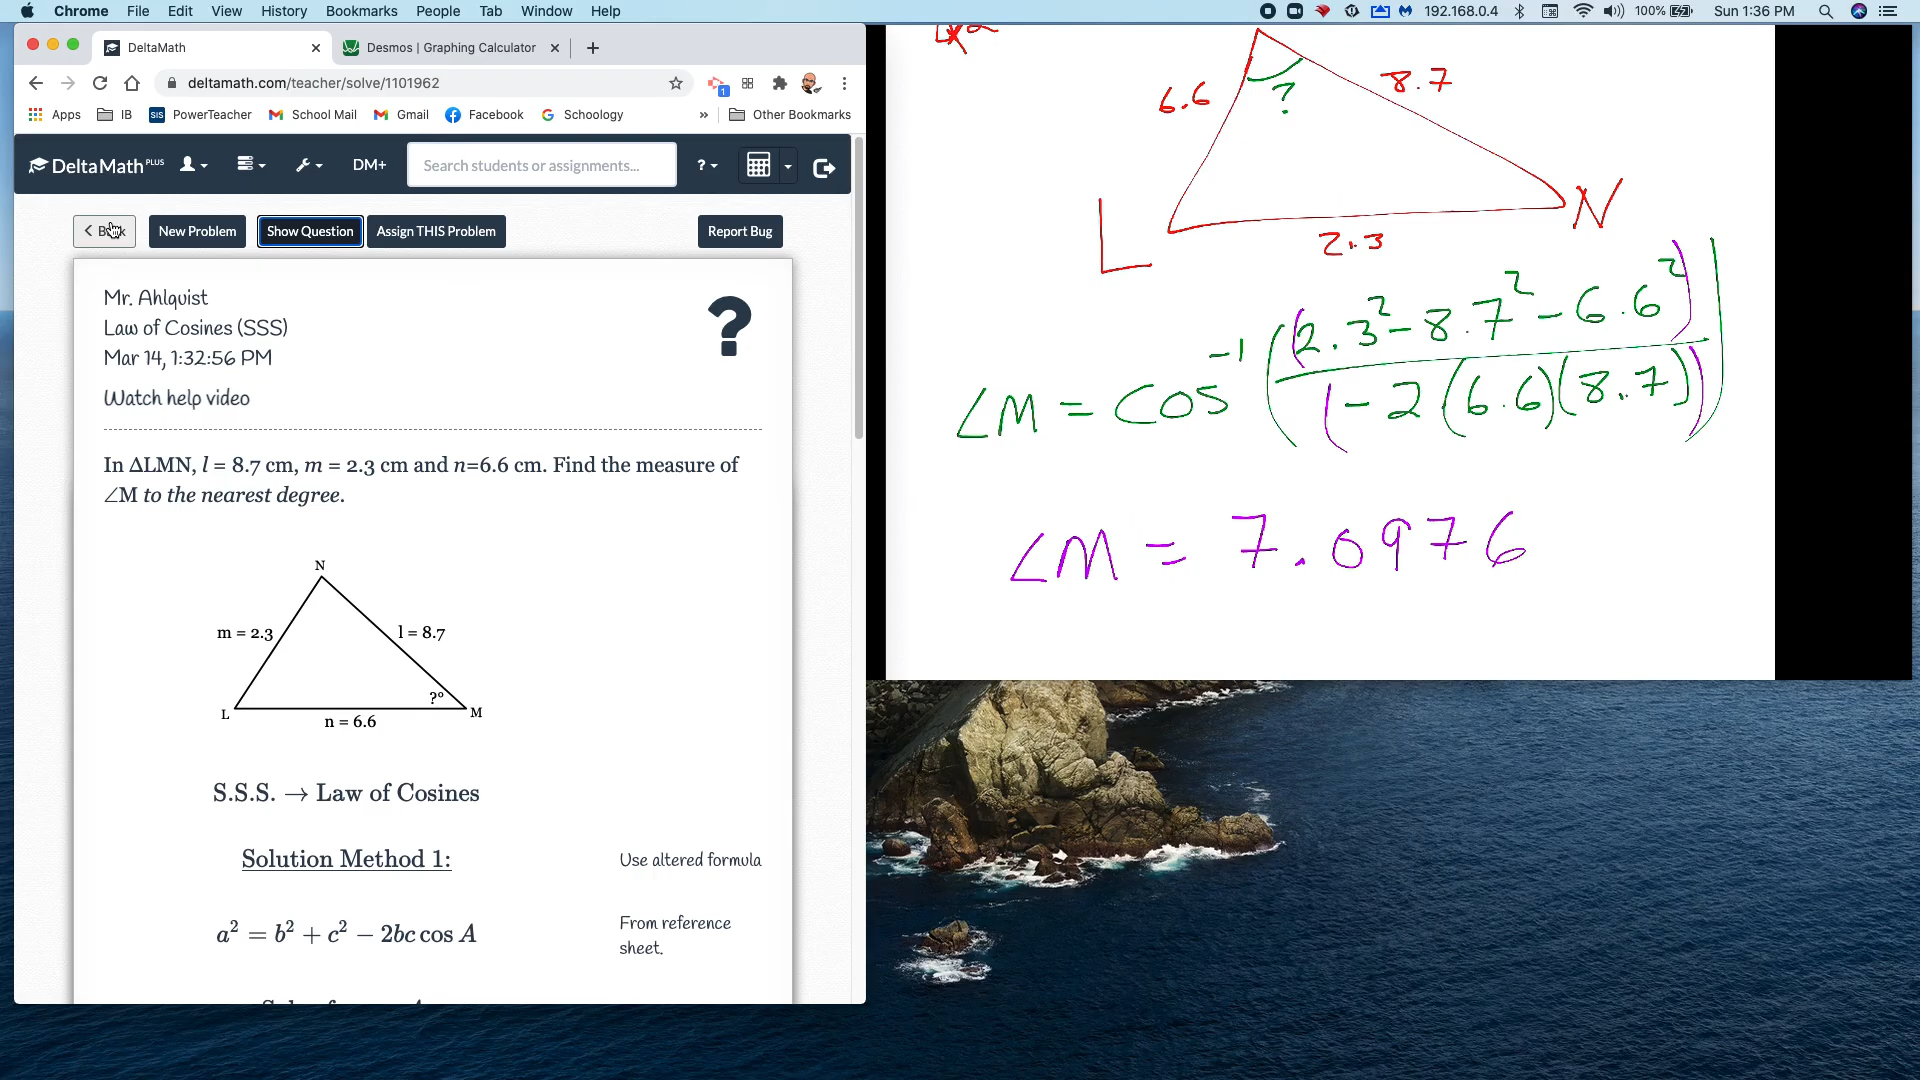 Chrome File Edit View History Bookmarks People Tab Window Help
192.168.0.4 100% Sun 1:36 PM
DeltaMath
Desmos | Graphing Calculator
deltamath.com/teacher/solve/1101962
1
Apps IB SIS PowerTeacher School Mail Gmail Facebook Schoology » Other Bookmarks
DeltaMath PLUS DM+ Search students or assignments... ?
New Problem Show Question Assign THIS Problem Report Bug
Mr. Ahlquist
Law of Cosines (SSS)
Mar 14, 1:32:56 PM
?
Watch help video
In ΔLMN, l = 8.7 cm, m = 2.3 cm and n=6.6 cm. Find the measure of
∠M to the nearest degree.
N
m = 2.3
l = 8.7
?°
L
M
n = 6.6
S.S.S. → Law of Cosines
Solution Method 1:
Use altered formula
a² = b² + c² − 2bc cos A
From reference
sheet.
6.6
?
8.7
L
N
2.3
∠M = cos⁻¹ ((2.3² − 8.7² − 6.6²) / (−2(6.6)(8.7)))
∠M = 7.0976